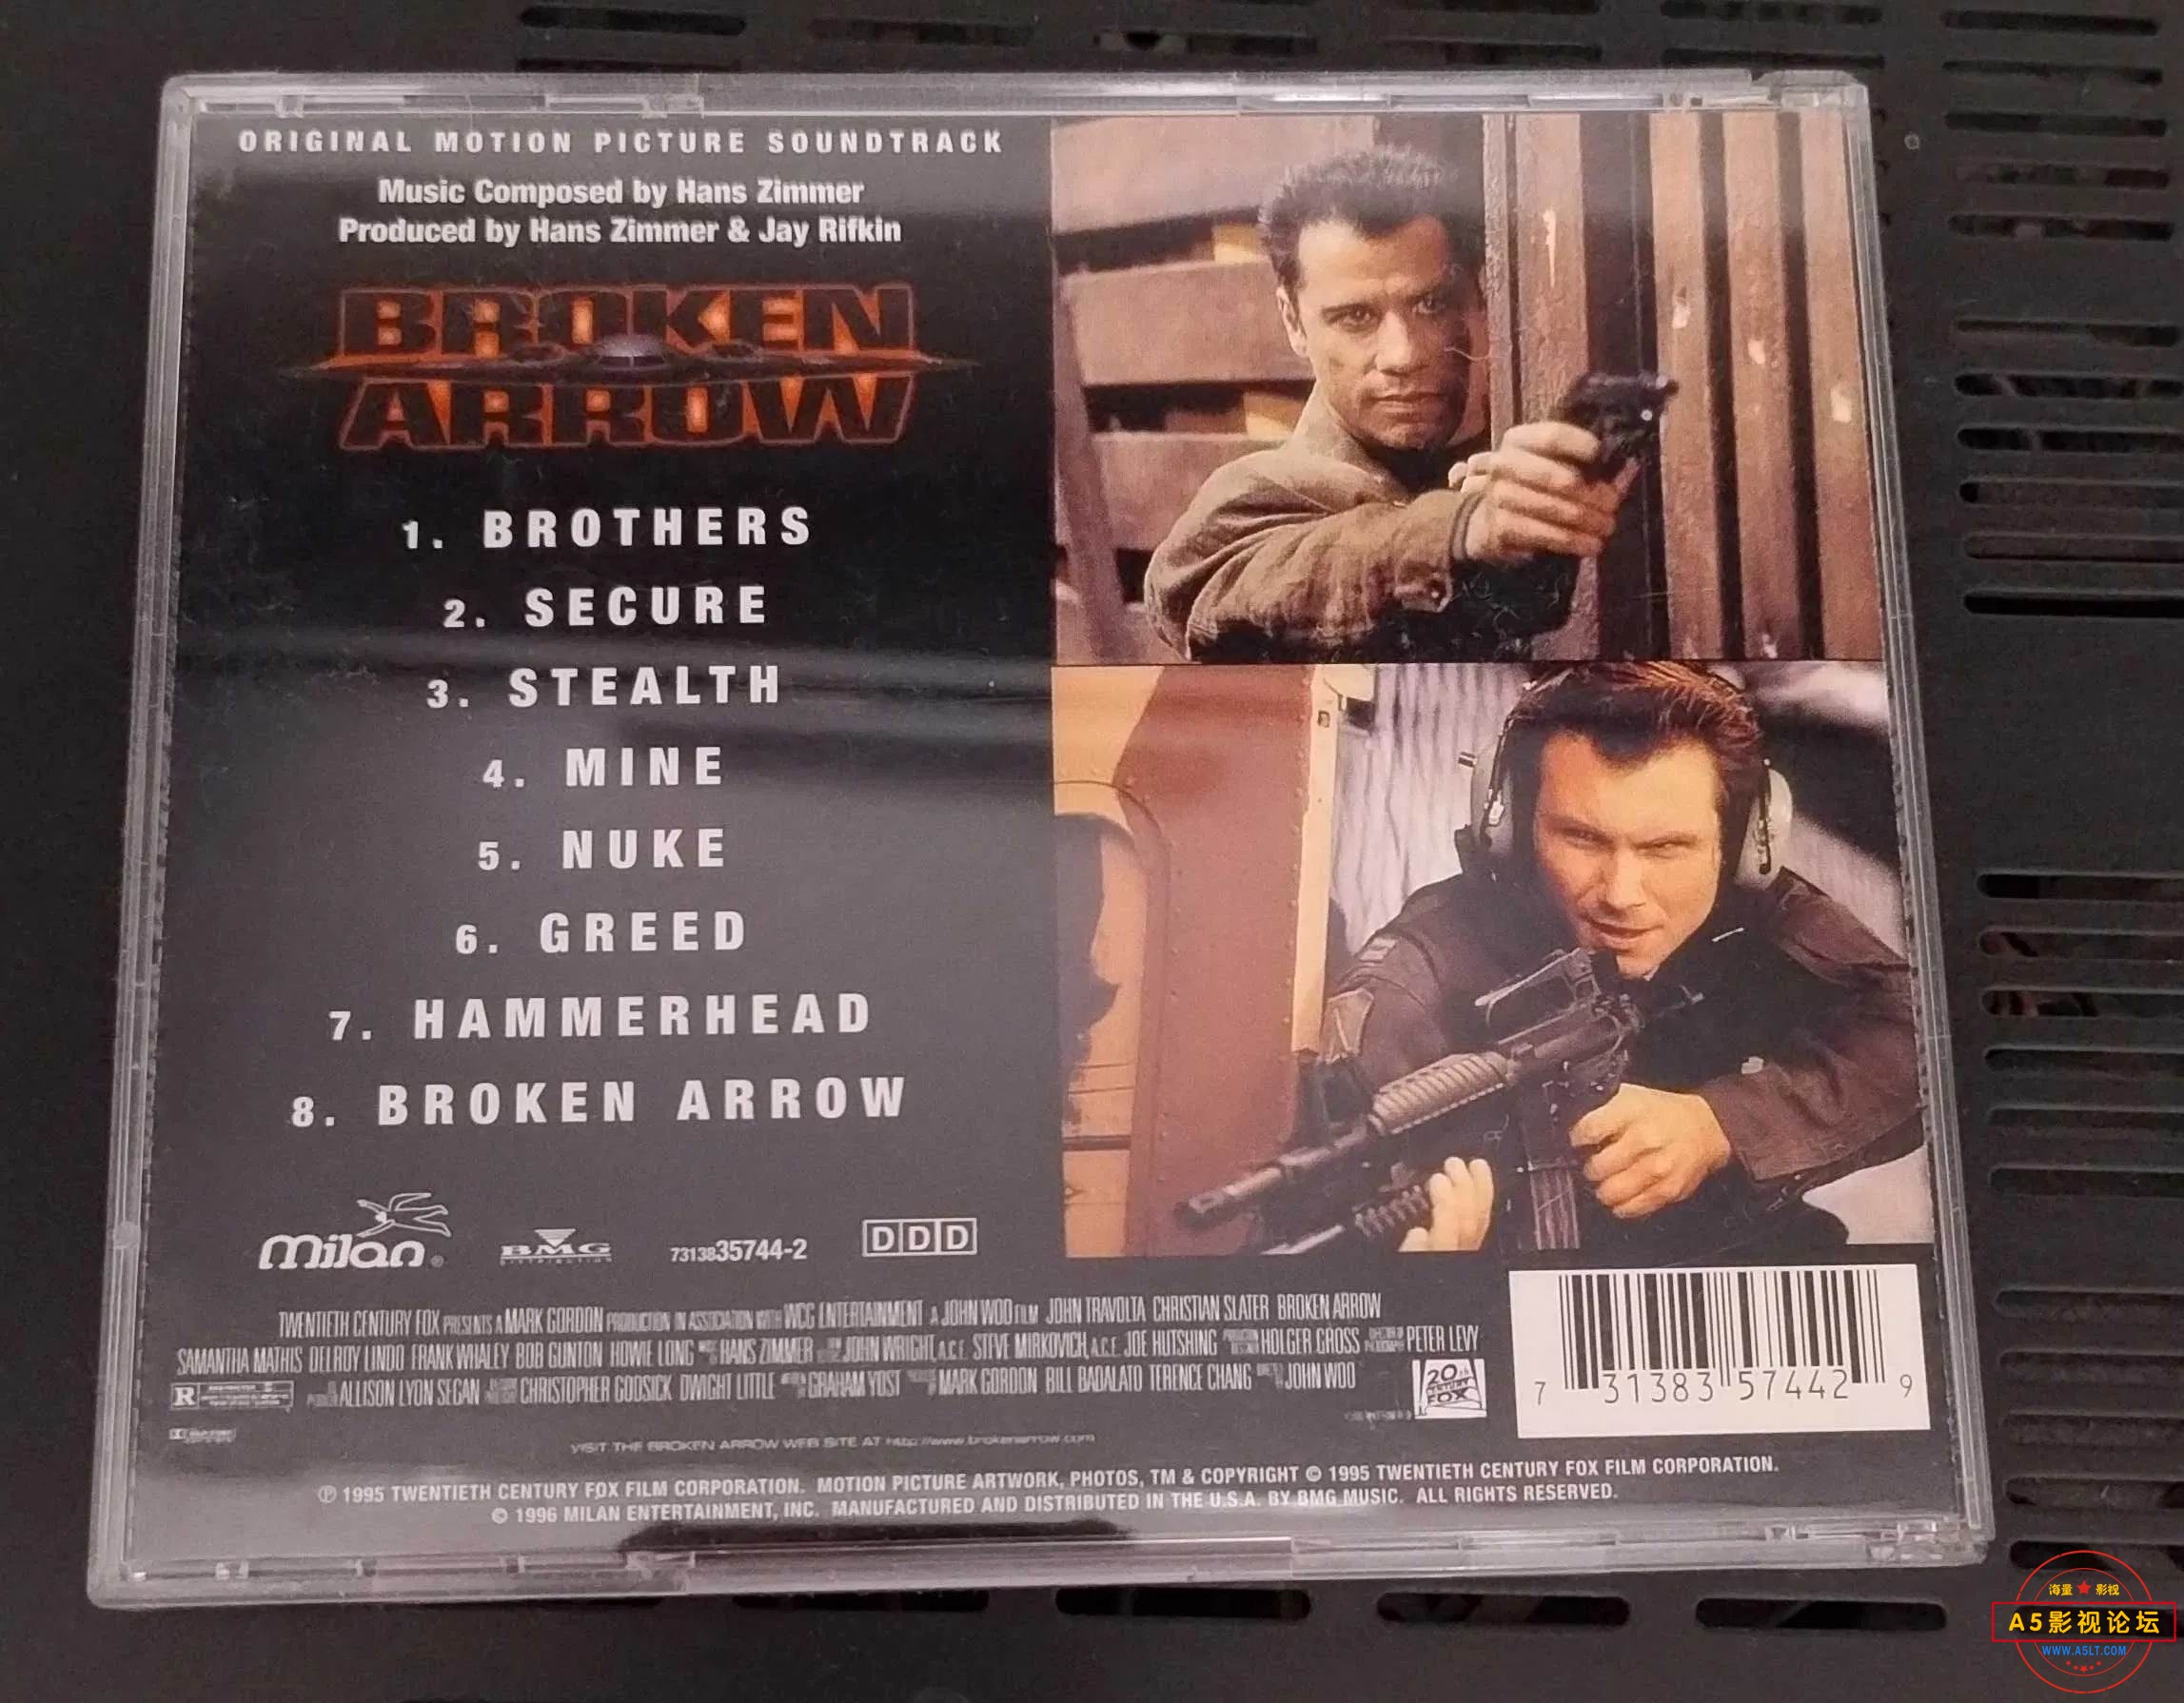 ORIGINAL MOTION PICTURE SOUNDTRACK
Music Composed by Hans Zimmer
Produced by Hans Zimmer & Jay Rifkin
BROKEN
ARROW
1. BROTHERS
2. SECURE
3. STEALTH
4. MINE
5. NUKE
6. GREED
7. HAMMERHEAD
8. BROKEN ARROW
milan®
BMG
DISTRIBUTION
7313835744-2
DDD
TWENTIETH CENTURY FOX PRESENTS A MARK GORDON PRODUCTION IN ASSOCIATION WITH WCG ENTERTAINMENT A JOHN WOO FILM JOHN TRAVOLTA CHRISTIAN SLATER BROKEN ARROW
SAMANTHA MATHIS DELROY LINDO FRANK WHALEY BOB GUNTON HOWIE LONG HANS ZIMMER JOHN WRIGHT, A.C.E. STEVE MIRKOVICH, A.C.E. JOE HUTSHING HOLGER GROSS PETER LEVY
R ALLISON LYON SEGAN CHRISTOPHER GODSICK DWIGHT LITTLE GRAHAM YOST MARK GORDON BILL BADALATO TERENCE CHANG JOHN WOO
20th
CENTURY
FOX
7 31383 57442 9
VISIT THE BROKEN ARROW WEB SITE AT http://www.brokenarrow.com
℗ 1995 TWENTIETH CENTURY FOX FILM CORPORATION. MOTION PICTURE ARTWORK, PHOTOS, TM & COPYRIGHT © 1995 TWENTIETH CENTURY FOX FILM CORPORATION.
© 1996 MILAN ENTERTAINMENT, INC. MANUFACTURED AND DISTRIBUTED IN THE U.S.A. BY BMG MUSIC. ALL RIGHTS RESERVED.
海量★影视
A5影视论坛
WWW.A5LT.COM